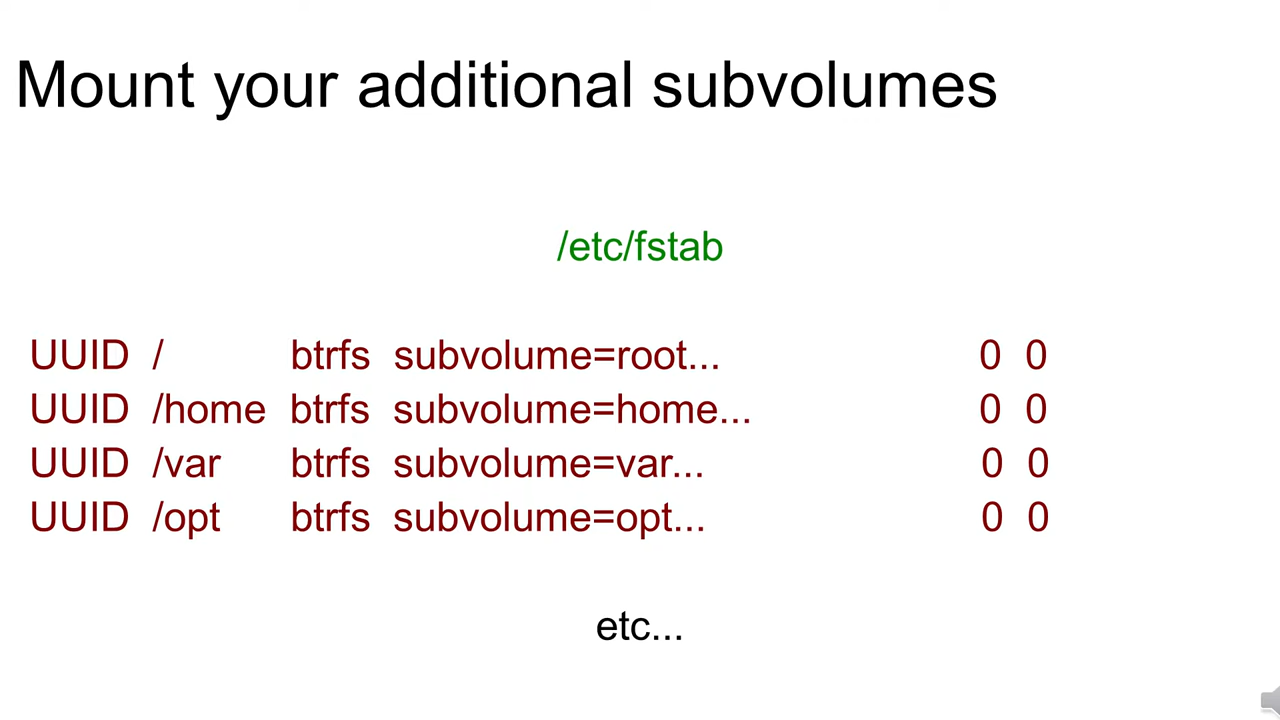 Mount your additional subvolumes
/etc/fstab
UUID / btrfs subvolume=root... 0 0
UUID /home btrfs subvolume=home... 0 0
UUID /var btrfs subvolume=var... 0 0
UUID /opt btrfs subvolume=opt... 0 0
etc...